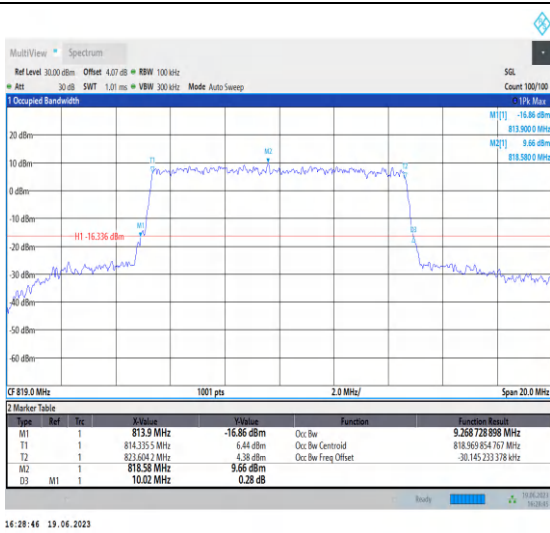 MultiView Spectrum
Ref Level 30.00 dBm Offset 4.07 dB RBW 100 kHz SGL
Att 30 dB SWT 1.01 ms VBW 300 kHz Mode Auto Sweep Count 100/100
1 Occupied Bandwidth 1Pk Max
M1[1] -16.86 dBm
813.900 0 MHz
M2[1] 9.66 dBm
818.580 0 MHz
20 dBm
10 dBm
0 dBm
-10 dBm
-20 dBm
-30 dBm
-40 dBm
-50 dBm
-60 dBm
T1
M2
T2
M1
D3
H1 -16.336 dBm
CF 819.0 MHz 1001 pts 2.0 MHz/ Span 20.0 MHz
2 Marker Table
Type Ref Trc X-Value Y-Value Function Function Result
M1 1 813.9 MHz -16.86 dBm Occ Bw 9.268 728 898 MHz
T1 1 814.335 5 MHz 6.44 dBm Occ Bw Centroid 818.969 854 767 MHz
T2 1 823.604 2 MHz 4.38 dBm Occ Bw Freq Offset -30.145 233 378 kHz
M2 1 818.58 MHz 9.66 dBm
D3 M1 1 10.02 MHz 0.28 dB
Ready 19.06.2023
16:28:45
16:28:46 19.06.2023